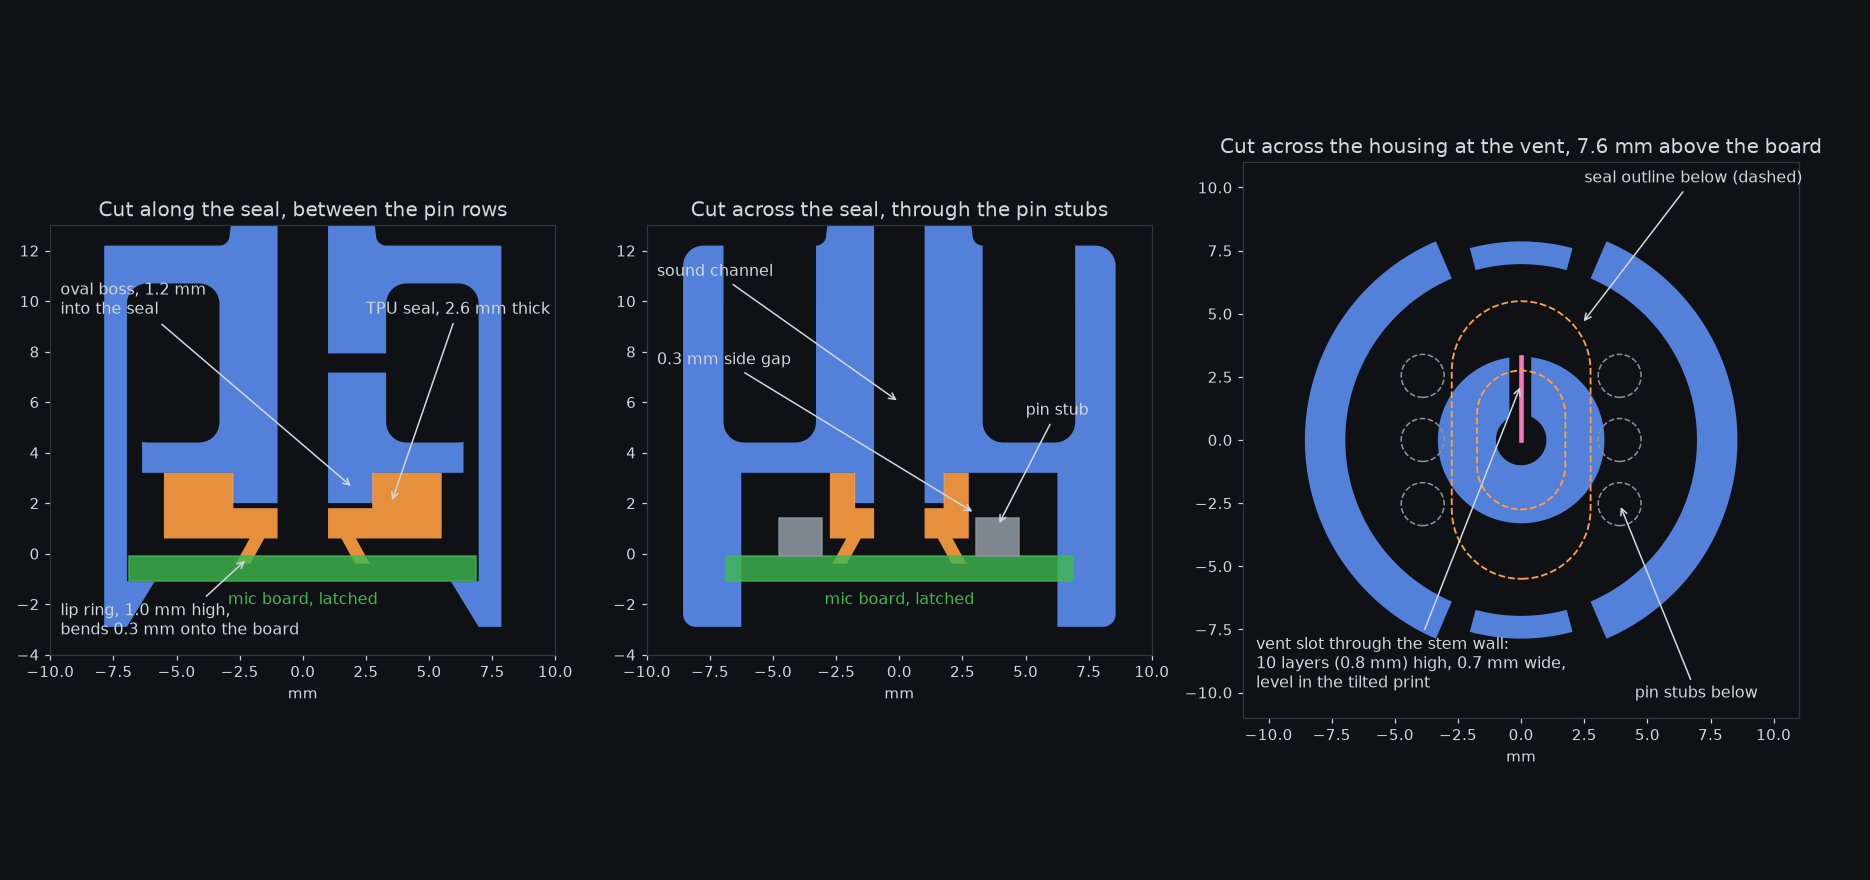 Cut along the seal, between the pin rows
12
10
8
6
4
2
0
−2
−4
oval boss, 1.2 mm
into the seal
TPU seal, 2.6 mm thick
lip ring, 1.0 mm high,
bends 0.3 mm onto the board
mic board, latched
−10.0 −7.5 −5.0 −2.5 0.0 2.5 5.0 7.5 10.0
mm
Cut across the seal, through the pin stubs
12
10
8
6
4
2
0
−2
−4
sound channel
0.3 mm side gap
pin stub
mic board, latched
−10.0 −7.5 −5.0 −2.5 0.0 2.5 5.0 7.5 10.0
mm
Cut across the housing at the vent, 7.6 mm above the board
10.0
7.5
5.0
2.5
0.0
−2.5
−5.0
−7.5
−10.0
seal outline below (dashed)
vent slot through the stem wall:
10 layers (0.8 mm) high, 0.7 mm wide,
level in the tilted print
pin stubs below
−10.0 −7.5 −5.0 −2.5 0.0 2.5 5.0 7.5 10.0
mm